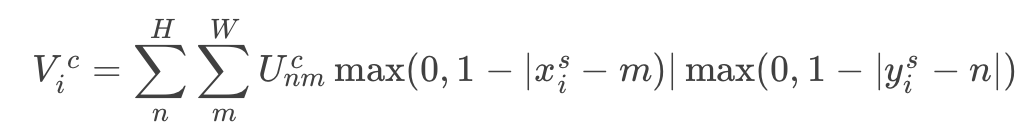 $V_i^c = \sum_n^H \sum_m^W U_{nm}^c \max(0, 1 - |x_i^s - m)| \max(0, 1 - |y_i^s - n|)$